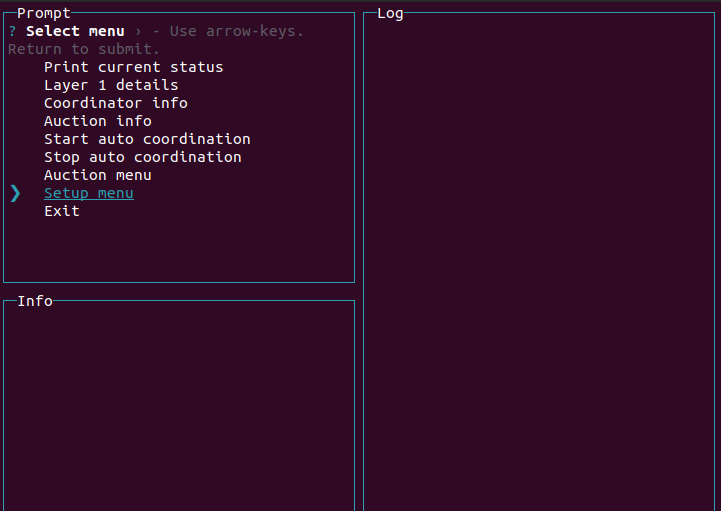 Prompt
? Select menu › - Use arrow-keys.
Return to submit.
Print current status
Layer 1 details
Coordinator info
Auction info
Start auto coordination
Stop auto coordination
Auction menu
❯ Setup menu
Exit
Info
Log